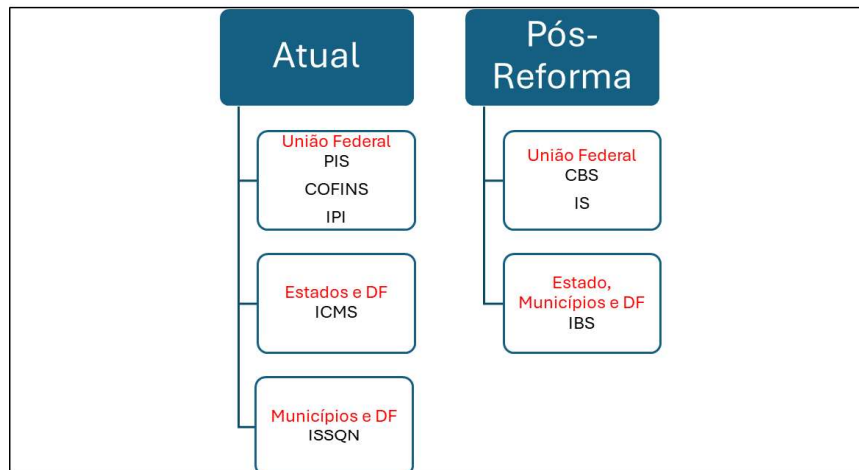 Atual
União Federal
PIS
COFINS
IPI
Estados e DF
ICMS
Municípios e DF
ISSQN
Pós-
Reforma
União Federal
CBS
IS
Estado,
Municípios e DF
IBS